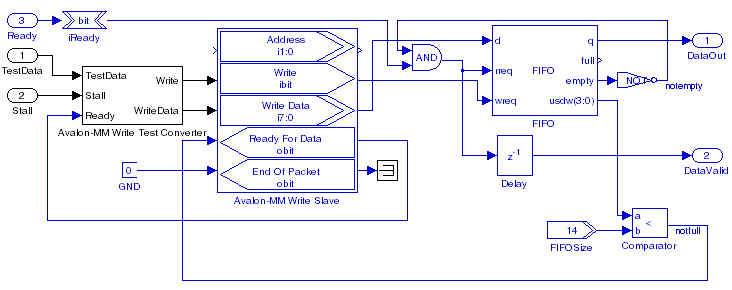 3
Ready
bit
iReady
1
TestData
2
Stall
TestData
Stall
Ready
Write
WriteData
Avalon-MM Write Test Converter
0
GND
Address
i1:0
Write
ibit
Write Data
i7:0
Ready For Data
obit
End Of Packet
obit
Avalon-MM Write Slave
AND
d
rreq
wreq
FIFO
q
full
empty
usdw(3:0)
FIFO
NOT
notempty
1
DataOut
z-1
Delay
2
DataValid
14
FIFOSize
a
b
<
Comparator
notfull